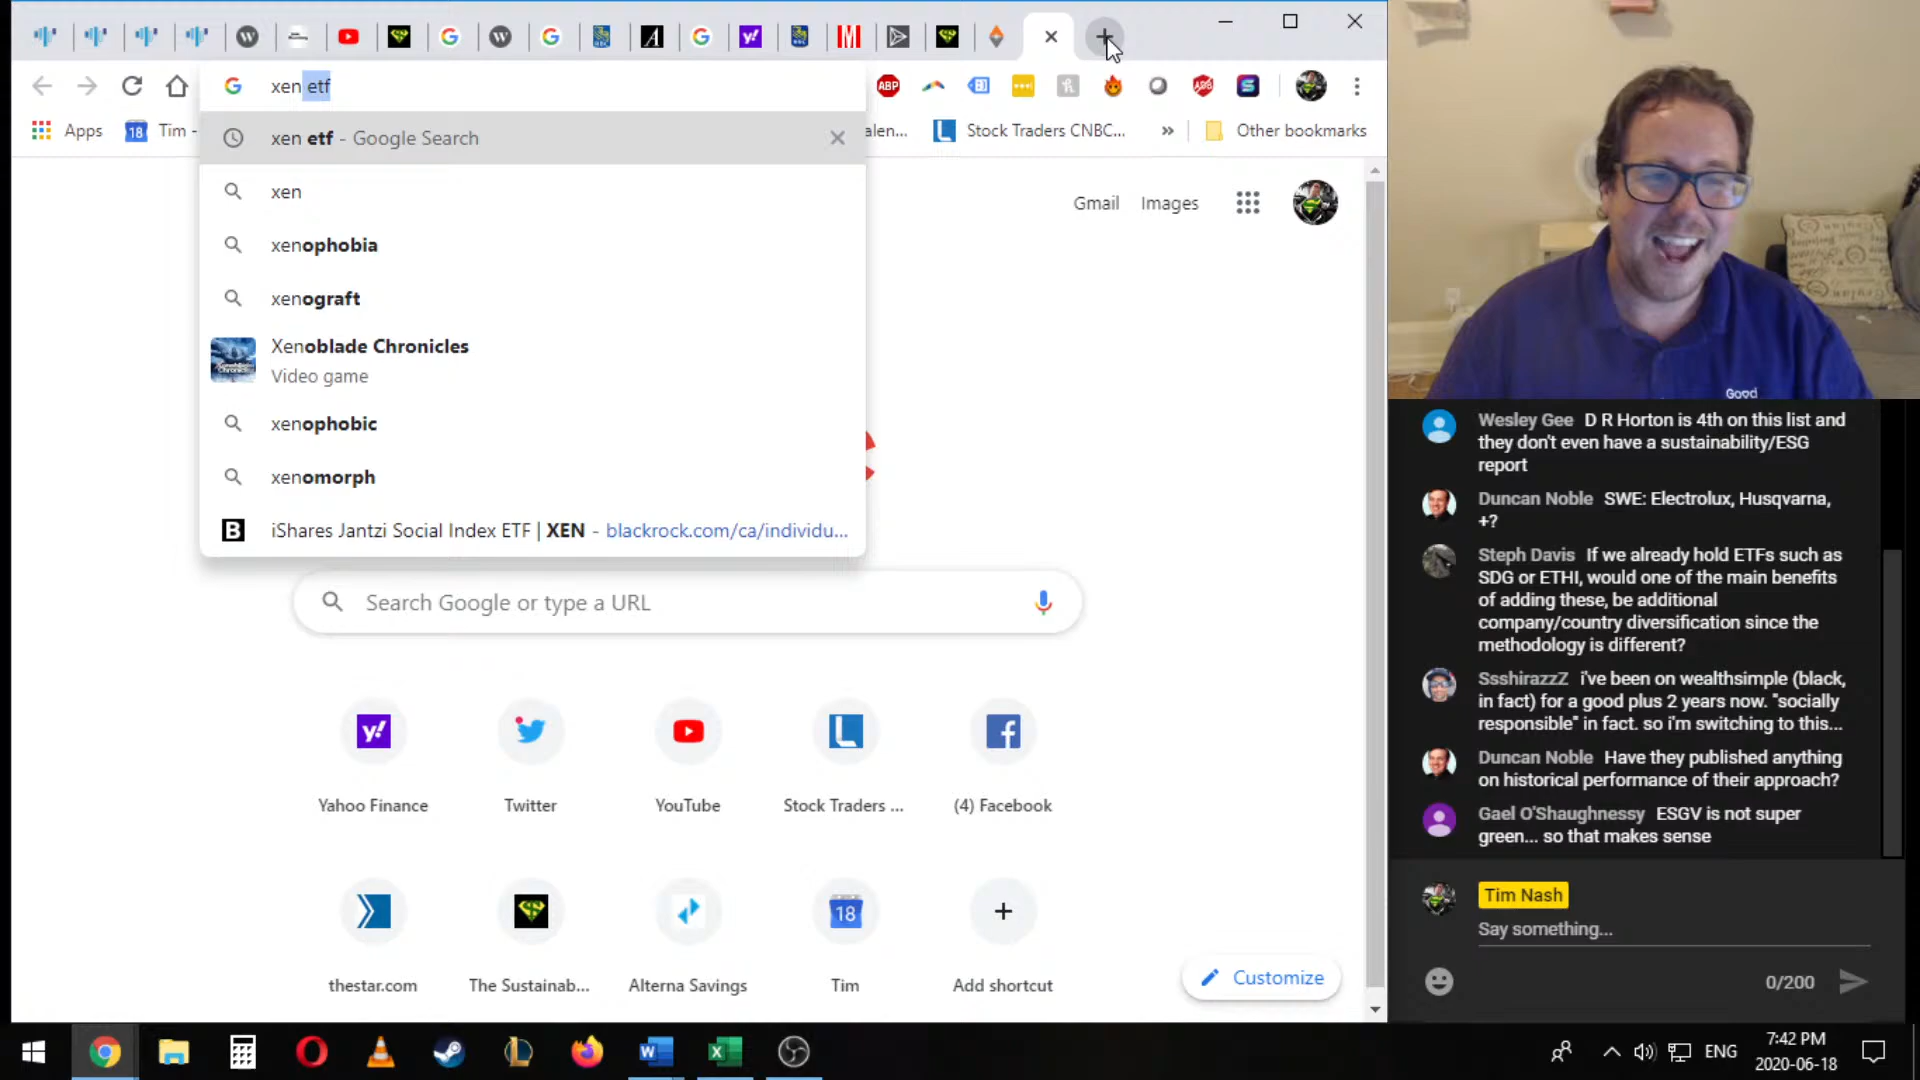 xen etf
Apps
18
Tim -
alen...
Stock Traders CNBC...
»
Other bookmarks
ABP
xen etf - Google Search
xen
xenophobia
xenograft
Xenoblade Chronicles
Video game
xenophobic
xenomorph
iShares Jantzi Social Index ETF | XEN - blackrock.com/ca/individu...
Gmail
Images
Search Google or type a URL
Yahoo Finance
Twitter
YouTube
Stock Traders ...
(4) Facebook
18
thestar.com
The Sustainab...
Alterna Savings
Tim
Add shortcut
Customize
Good
Wesley Gee D R Horton is 4th on this list and
they don't even have a sustainability/ESG
report
Duncan Noble SWE: Electrolux, Husqvarna,
+?
Steph Davis If we already hold ETFs such as
SDG or ETHI, would one of the main benefits
of adding these, be additional
company/country diversification since the
methodology is different?
SsshirazzZ i've been on wealthsimple (black,
in fact) for a good plus 2 years now. "socially
responsible" in fact. so i'm switching to this...
Duncan Noble Have they published anything
on historical performance of their approach?
Gael O'Shaughnessy ESGV is not super
green... so that makes sense
Tim Nash
Say something...
0/200
ENG
7:42 PM
2020-06-18